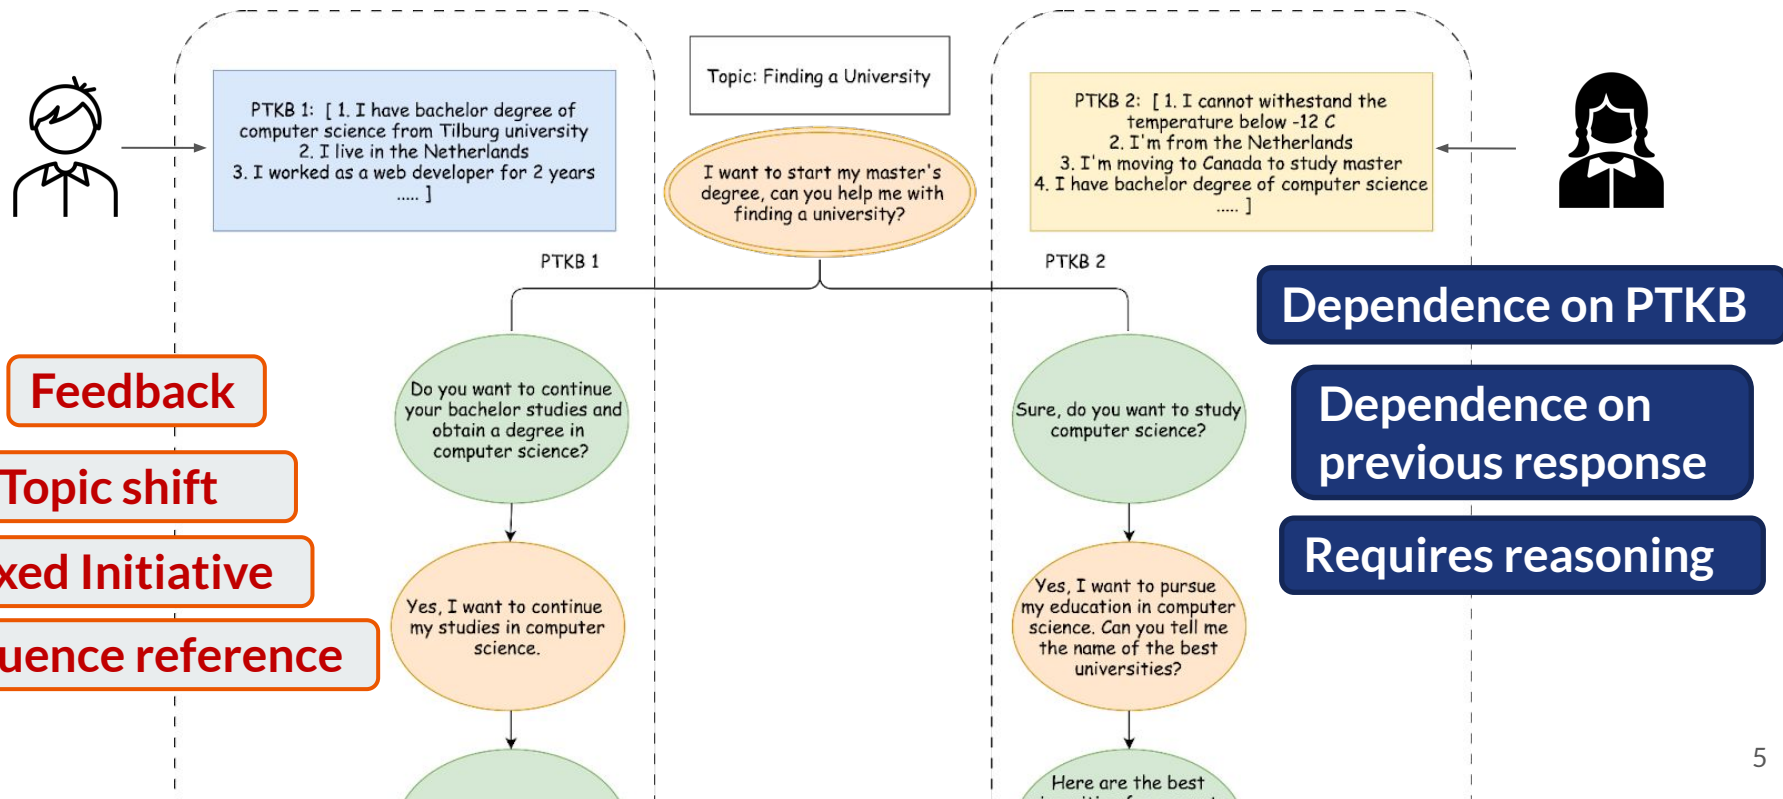 Topic: Finding a University
PTKB 1: [ 1. I have bachelor degree of
computer science from Tilburg university
2. I live in the Netherlands
3. I worked as a web developer for 2 years
..... ]
I want to start my master's
degree, can you help me with
finding a university?
PTKB 2: [ 1. I cannot withestand the
temperature below -12 C
2. I'm from the Netherlands
3. I'm moving to Canada to study master
4. I have bachelor degree of computer science
..... ]
PTKB 1
PTKB 2
Do you want to continue
your bachelor studies and
obtain a degree in
computer science?
Sure, do you want to study
computer science?
Yes, I want to continue
my studies in computer
science.
Yes, I want to pursue
my education in computer
science. Can you tell me
the name of the best
universities?
Here are the best
Feedback
Topic shift
xed Initiative
uence reference
Dependence on PTKB
Dependence on
previous response
Requires reasoning
5